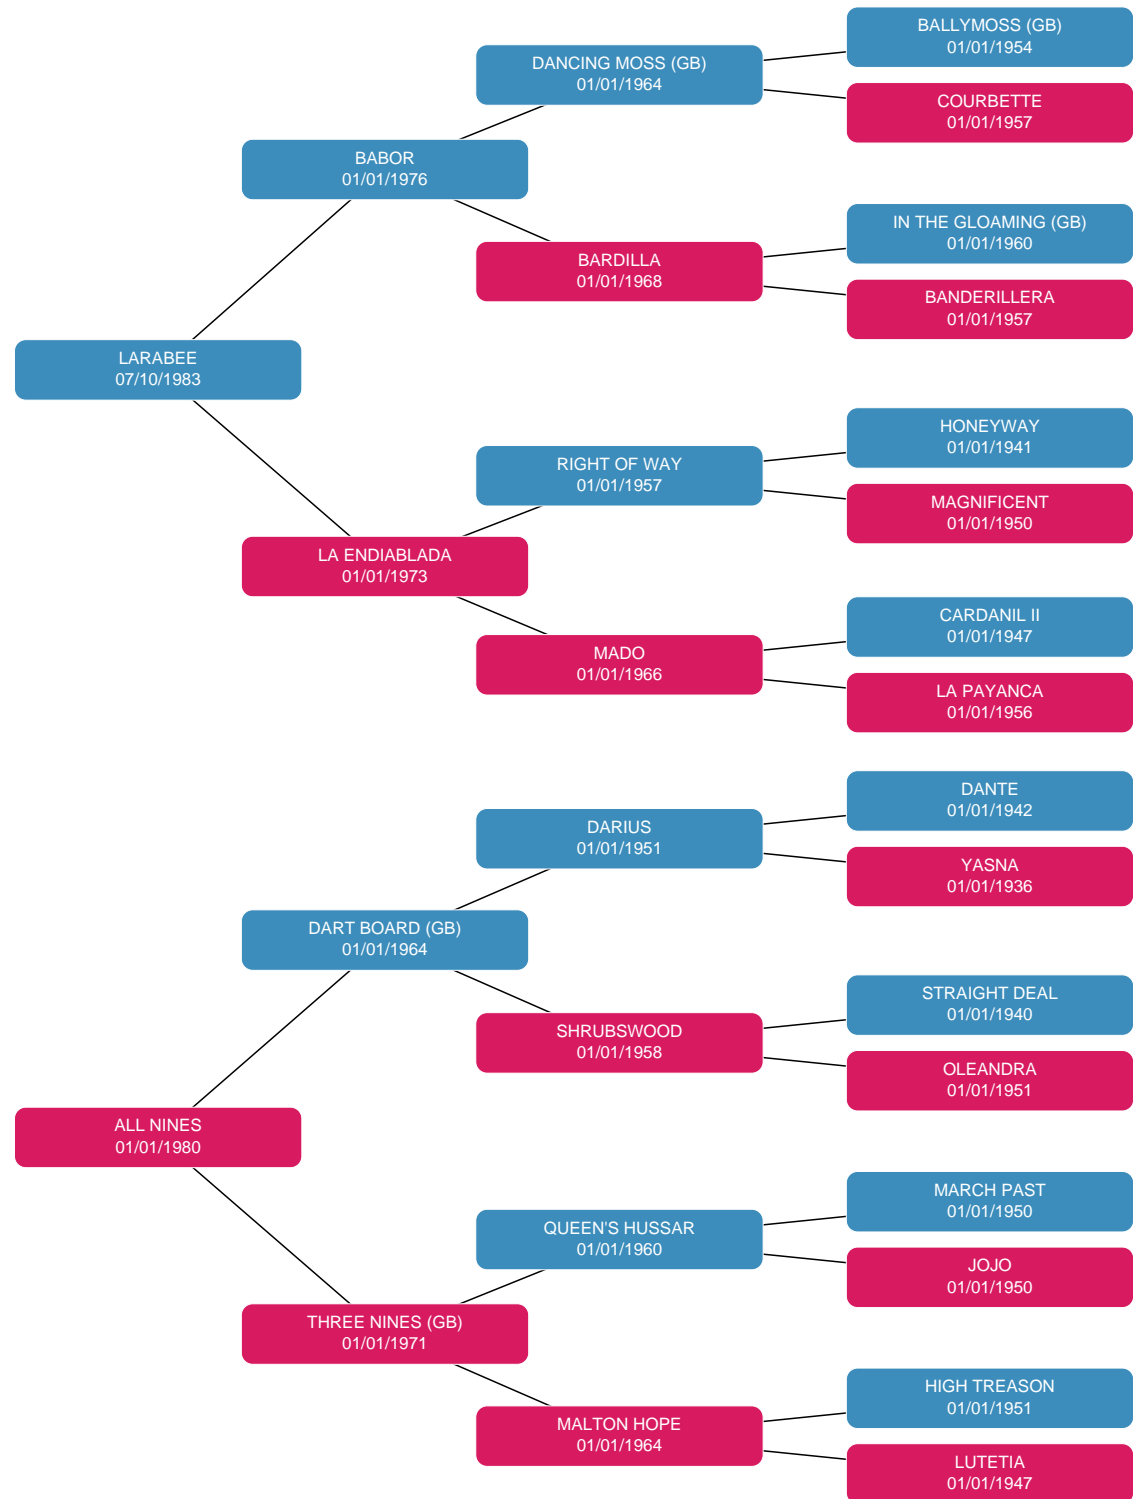 BALLYMOSS (GB)
01/01/1954
DANCING MOSS (GB)
01/01/1964
COURBETTE
01/01/1957
BABOR
01/01/1976
IN THE GLOAMING (GB)
01/01/1960
BARDILLA
01/01/1968
BANDERILLERA
01/01/1957
LARABEE
07/10/1983
HONEYWAY
01/01/1941
RIGHT OF WAY
01/01/1957
MAGNIFICENT
01/01/1950
LA ENDIABLADA
01/01/1973
CARDANIL II
01/01/1947
MADO
01/01/1966
LA PAYANCA
01/01/1956
DANTE
01/01/1942
DARIUS
01/01/1951
YASNA
01/01/1936
DART BOARD (GB)
01/01/1964
STRAIGHT DEAL
01/01/1940
SHRUBSWOOD
01/01/1958
OLEANDRA
01/01/1951
ALL NINES
01/01/1980
MARCH PAST
01/01/1950
QUEEN'S HUSSAR
01/01/1960
JOJO
01/01/1950
THREE NINES (GB)
01/01/1971
HIGH TREASON
01/01/1951
MALTON HOPE
01/01/1964
LUTETIA
01/01/1947